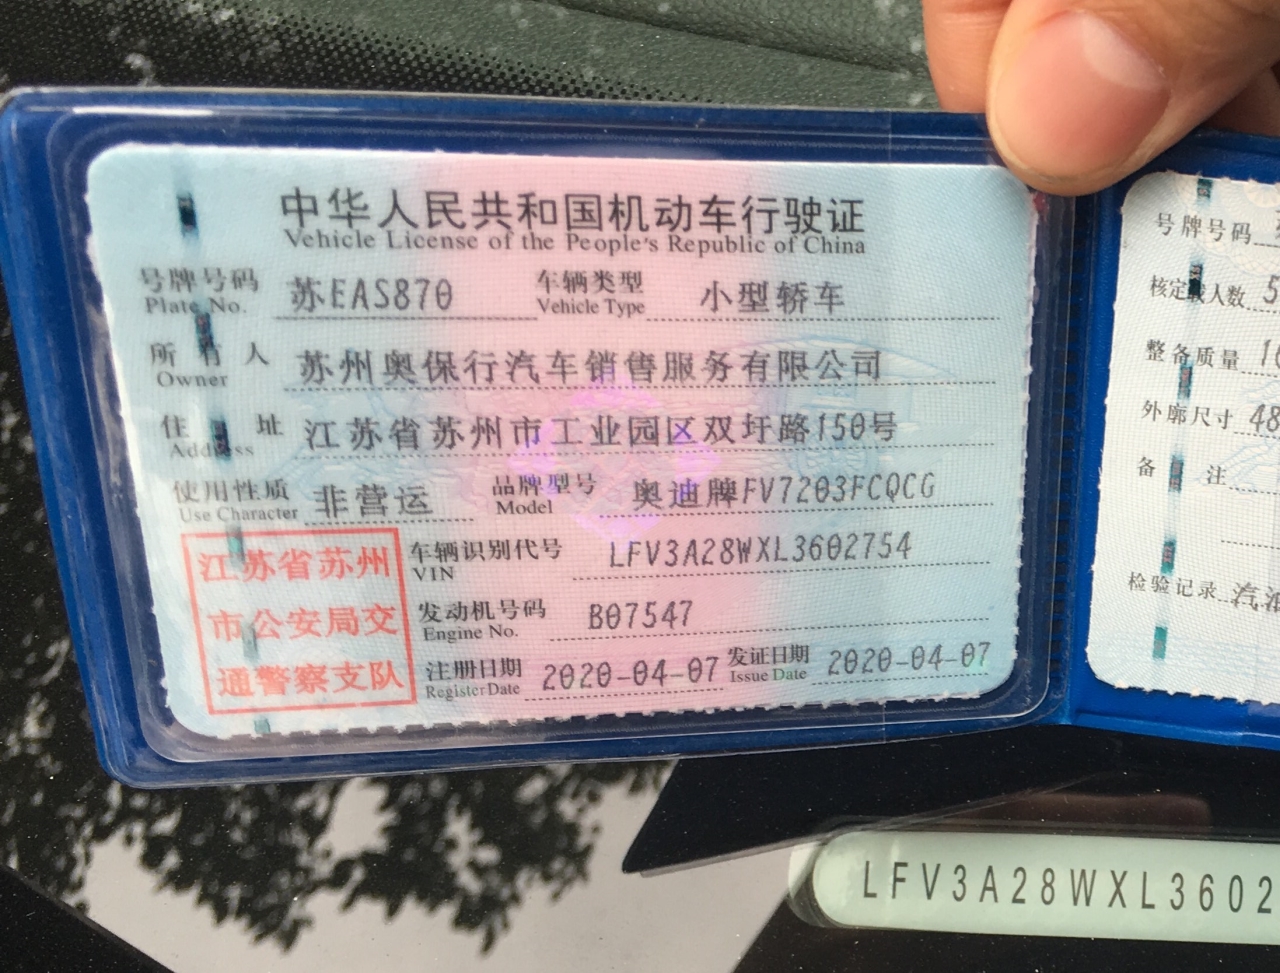 中华人民共和国机动车行驶证
Vehicle License of the People's Republic of China
号牌号码 苏EAS870 车辆类型 小型轿车
Plate No. Vehicle Type
所有人 苏州奥保行汽车销售服务有限公司
Owner
住址 江苏省苏州市工业园区双圩路150号
Address
使用性质 非营运 品牌型号 奥迪牌FV7203FCQCG
Use Character Model
车辆识别代号 LFV3A28WXL3602754
VIN
发动机号码 B07547
Engine No.
注册日期 2020-04-07 发证日期 2020-04-07
Register Date Issue Date
江苏省苏州
市公安局交
通警察支队
号牌号码
核定载人数 5
整备质量
外廓尺寸 48
备注
检验记录 汽油
LFV3A28WXL3602